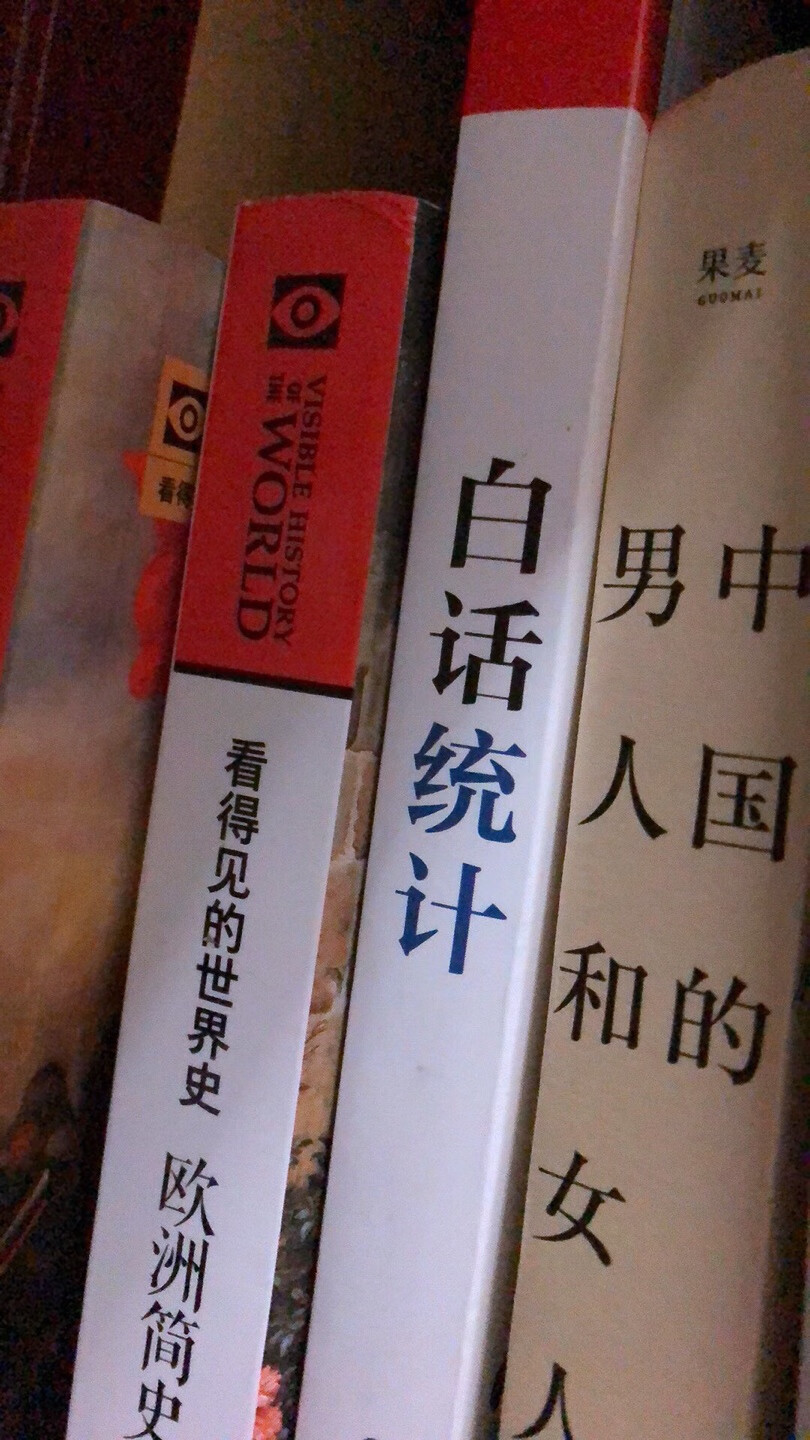 看得
VISIBLE HISTORY
OF
THE WORLD
看得见的世界史
欧洲简史
白话统计
果麦
GUOMAI
中国的
男人和女人